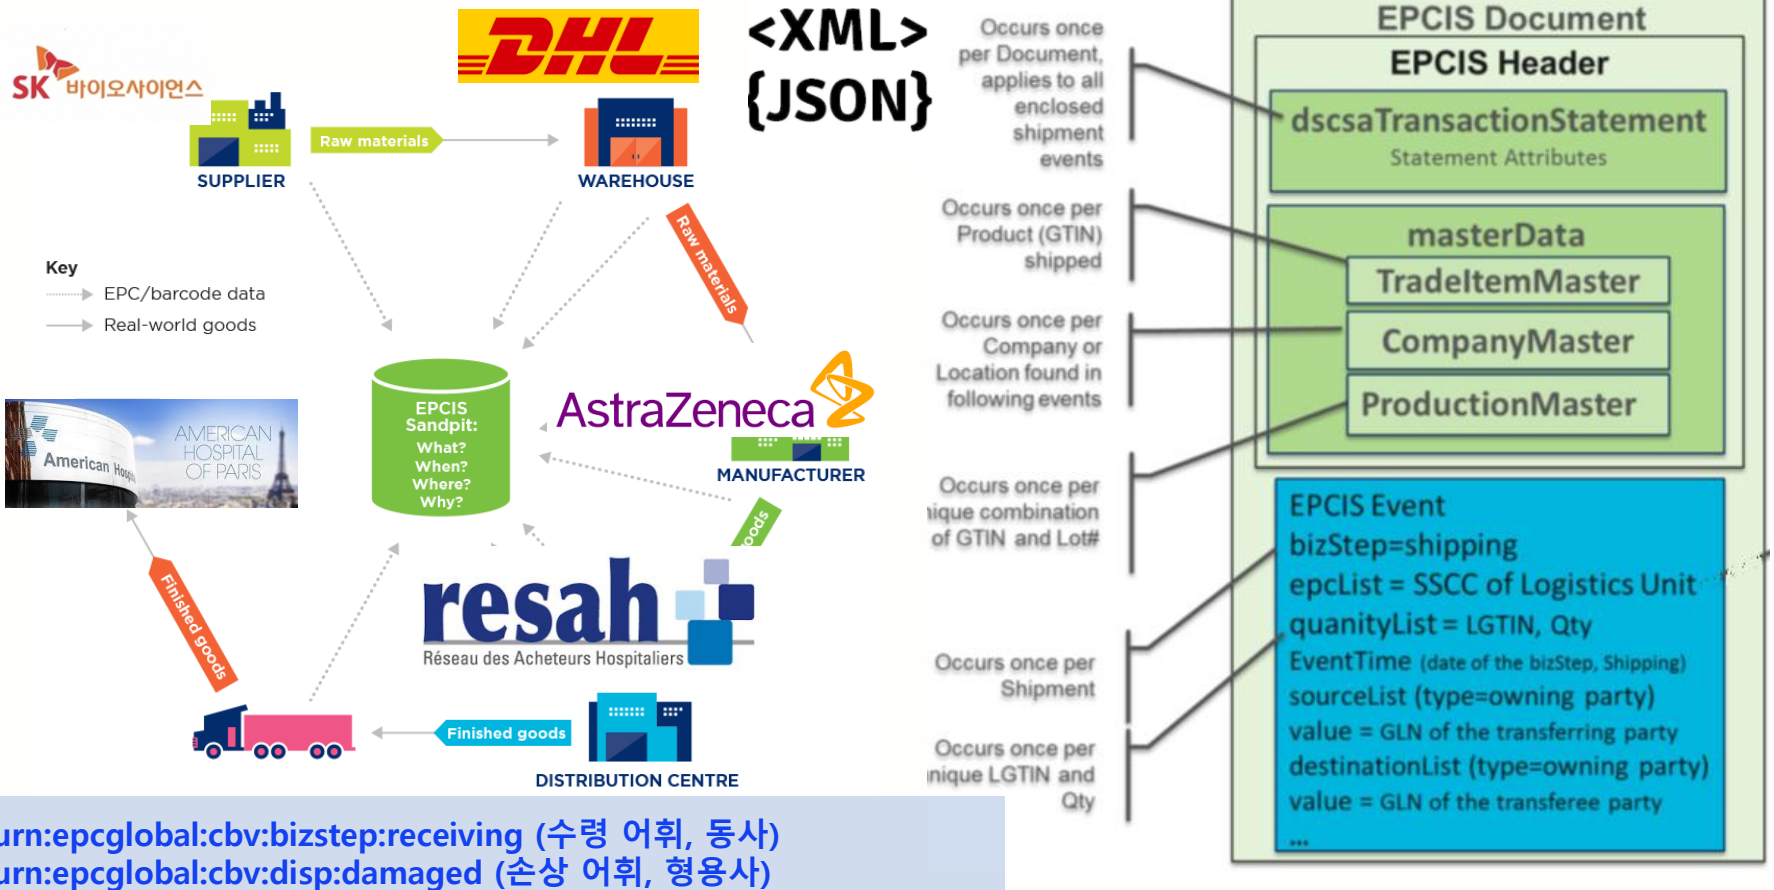 SK 바이오사이언스
DHL
<XML>
{JSON}
SUPPLIER
Raw materials
WAREHOUSE
Raw materials
Key
EPC/barcode data
Real-world goods
EPCIS
Sandpit:
What?
When?
Where?
Why?
AstraZeneca
MANUFACTURER
American
AMERICAN
HOSPITAL
OF PARIS
resah
Réseau des Acheteurs Hospitaliers
Finished goods
Finished goods
DISTRIBUTION CENTRE
urn:epcglobal:cbv:bizstep:receiving (수령 어휘, 동사)
urn:epcglobal:cbv:disp:damaged (손상 어휘, 형용사)
Occurs once
per Document,
applies to all
enclosed
shipment
events
Occurs once per
Product (GTIN)
shipped
Occurs once per
Company or
Location found in
following events
Occurs once per
nique combination
of GTIN and Lot#
Occurs once per
Shipment
Occurs once per
nique LGTIN and
Qty
EPCIS Document
EPCIS Header
dscsaTransactionStatement
Statement Attributes
masterData
TradeItemMaster
CompanyMaster
ProductionMaster
EPCIS Event
bizStep=shipping
epcList = SSCC of Logistics Unit
quanityList = LGTIN, Qty
EventTime (date of the bizStep, Shipping)
sourceList (type=owning party)
value = GLN of the transferring party
destinationList (type=owning party)
value = GLN of the transferee party
...